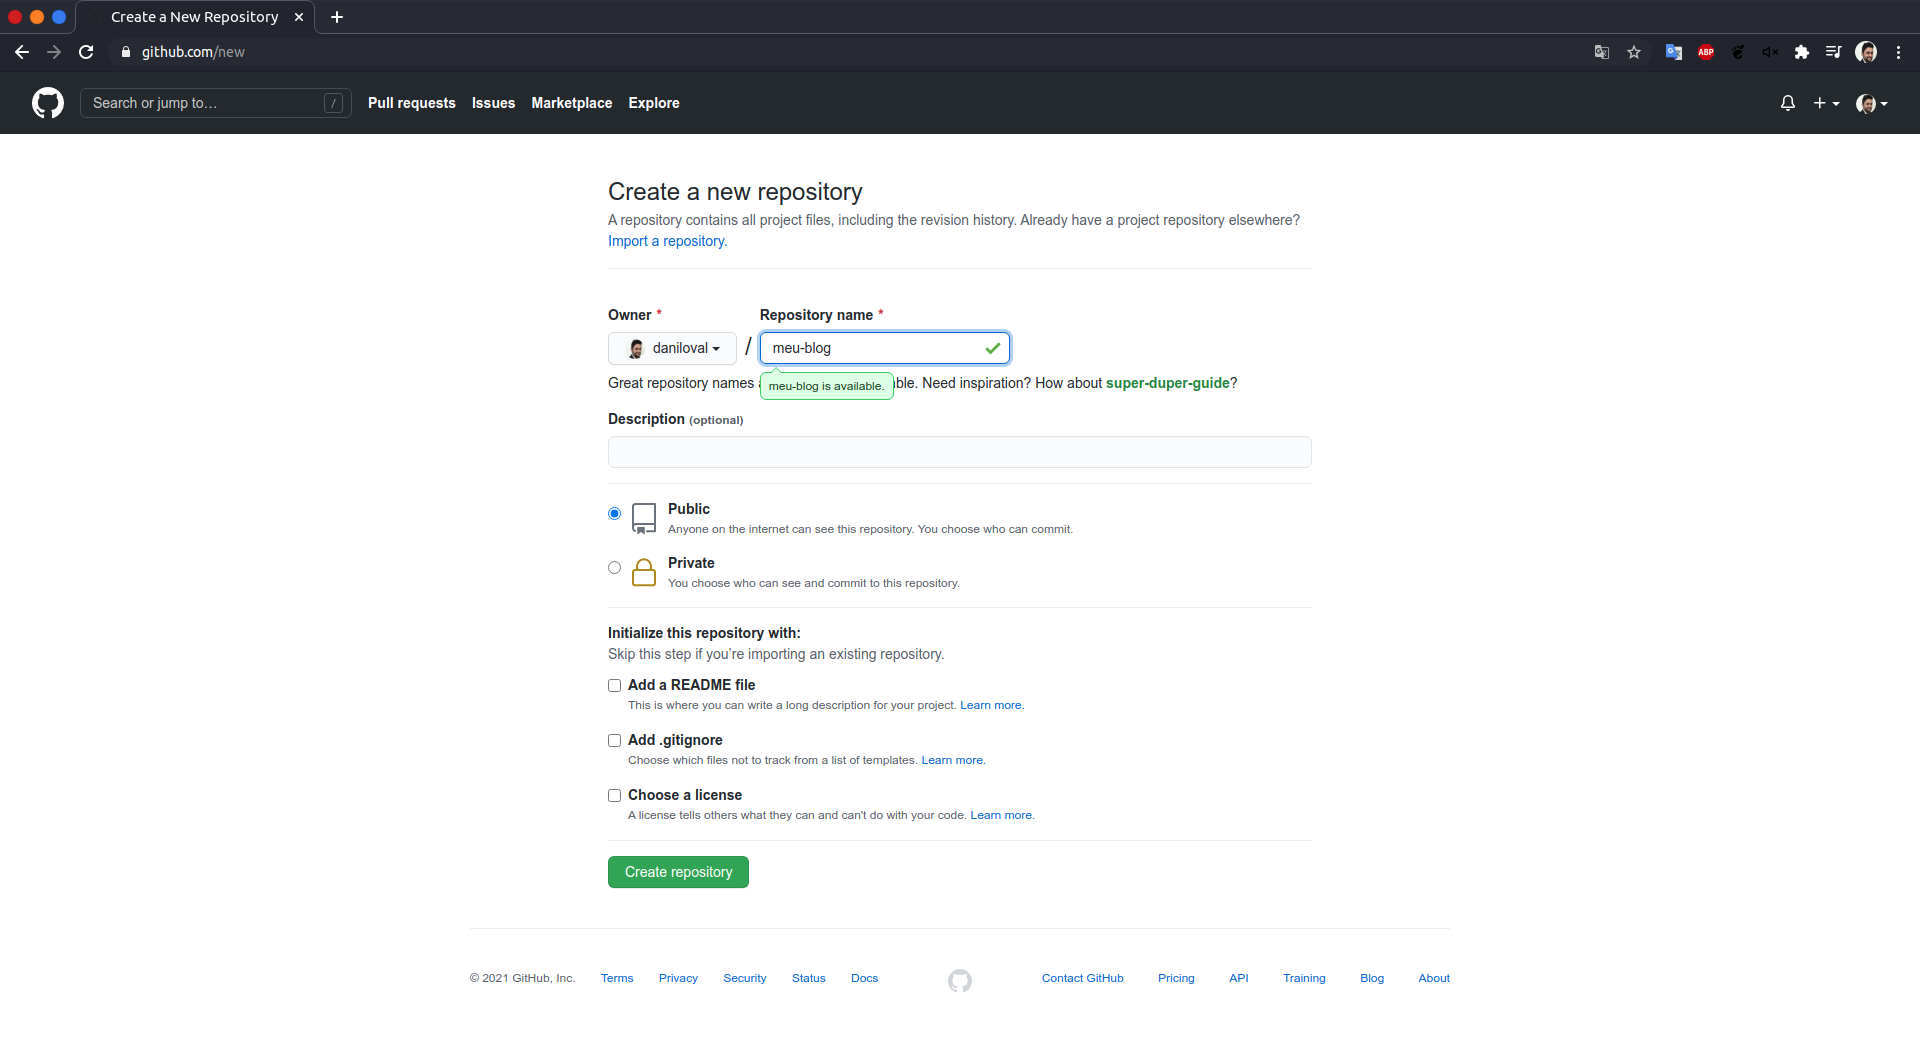 Create a New Repository
github.com/new
ABP
Search or jump to… /
Pull requests Issues Marketplace Explore
Create a new repository
A repository contains all project files, including the revision history. Already have a project repository elsewhere?
Import a repository.
Owner * Repository name *
daniloval / meu-blog
Great repository names ble. Need inspiration? How about super-duper-guide?
meu-blog is available.
Description (optional)
Public
Anyone on the internet can see this repository. You choose who can commit.
Private
You choose who can see and commit to this repository.
Initialize this repository with:
Skip this step if you’re importing an existing repository.
Add a README file
This is where you can write a long description for your project. Learn more.
Add .gitignore
Choose which files not to track from a list of templates. Learn more.
Choose a license
A license tells others what they can and can't do with your code. Learn more.
Create repository
© 2021 GitHub, Inc. Terms Privacy Security Status Docs Contact GitHub Pricing API Training Blog About